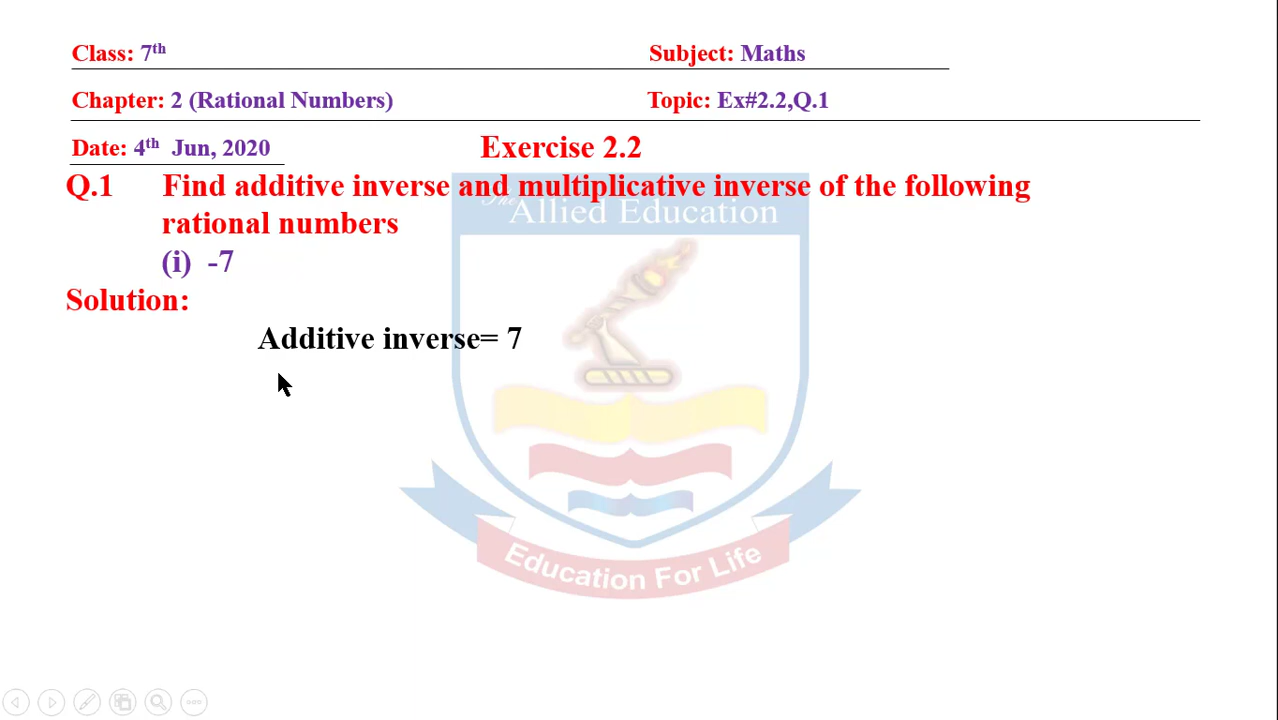 Class: 7th Subject: Maths
Chapter: 2 (Rational Numbers) Topic: Ex#2.2,Q.1
Date: 4th Jun, 2020 Exercise 2.2
Q.1 Find additive inverse and multiplicative inverse of the following
rational numbers
The
Allied Education
(i) -7
Solution:
Additive inverse= 7
Education For Life